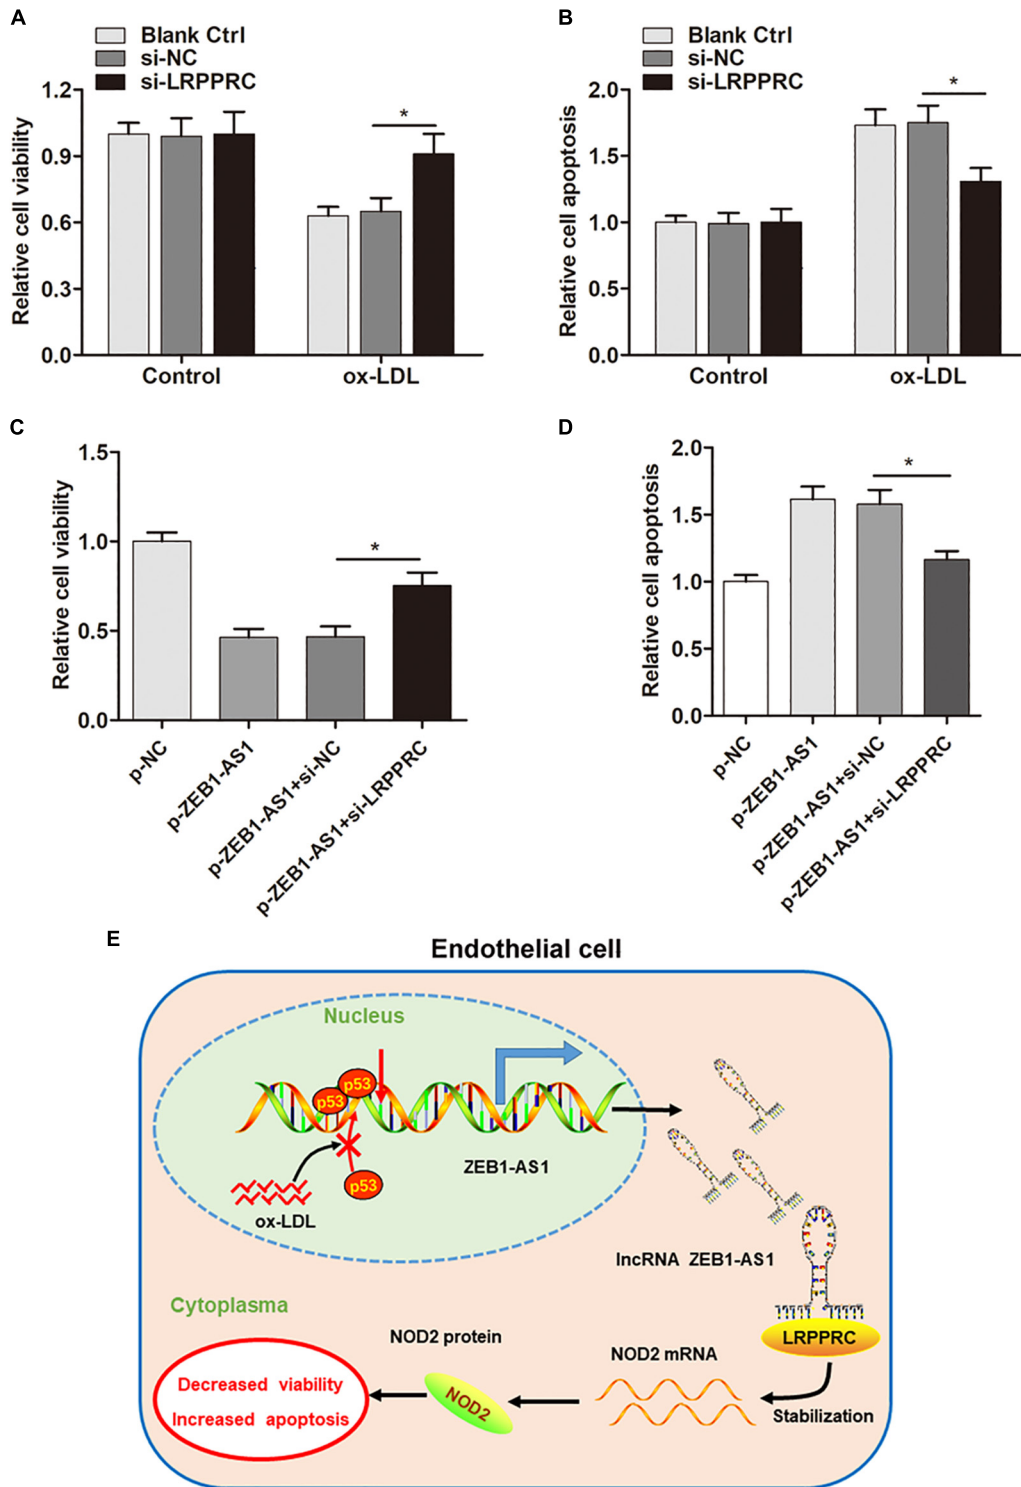 A
Blank Ctrl
si-NC
si-LRPPRC
Relative cell viability
1.2
0.9
0.6
0.3
0.0
*
Control
ox-LDL
B
Blank Ctrl
si-NC
si-LRPPRC
Relative cell apoptosis
2.0
1.5
1.0
0.5
0.0
*
Control
ox-LDL
C
Relative cell viability
1.5
1.0
0.5
0.0
*
p-NC
p-ZEB1-AS1
p-ZEB1-AS1+si-NC
p-ZEB1-AS1+si-LRPPRC
D
Relative cell apoptosis
2.0
1.5
1.0
0.5
0.0
*
p-NC
p-ZEB1-AS1
p-ZEB1-AS1+si-NC
p-ZEB1-AS1+si-LRPPRC
E
Endothelial cell
Nucleus
p53
p53
p53
ox-LDL
ZEB1-AS1
lncRNA ZEB1-AS1
LRPPRC
Stabilization
NOD2 mRNA
NOD2 protein
NOD2
Cytoplasma
Decreased viability
Increased apoptosis